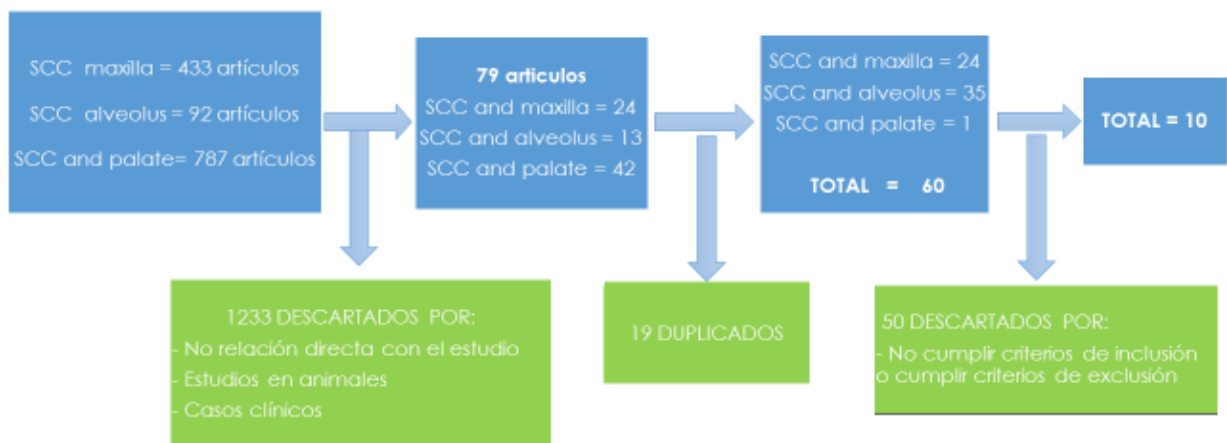 SCC maxilla = 433 artículos
SCC alveolus = 92 artículos
SCC and palate= 787 artículos
79 articulos
SCC and maxilla = 24
SCC and alveolus = 13
SCC and palate = 42
SCC and maxilla = 24
SCC and alveolus = 35
SCC and palate = 1
TOTAL = 60
TOTAL = 10
1233 DESCARTADOS POR:
- No relación directa con el estudio
- Estudios en animales
- Casos clínicos
19 DUPLICADOS
50 DESCARTADOS POR:
- No cumplir criterios de inclusión
o cumplir criterios de exclusión